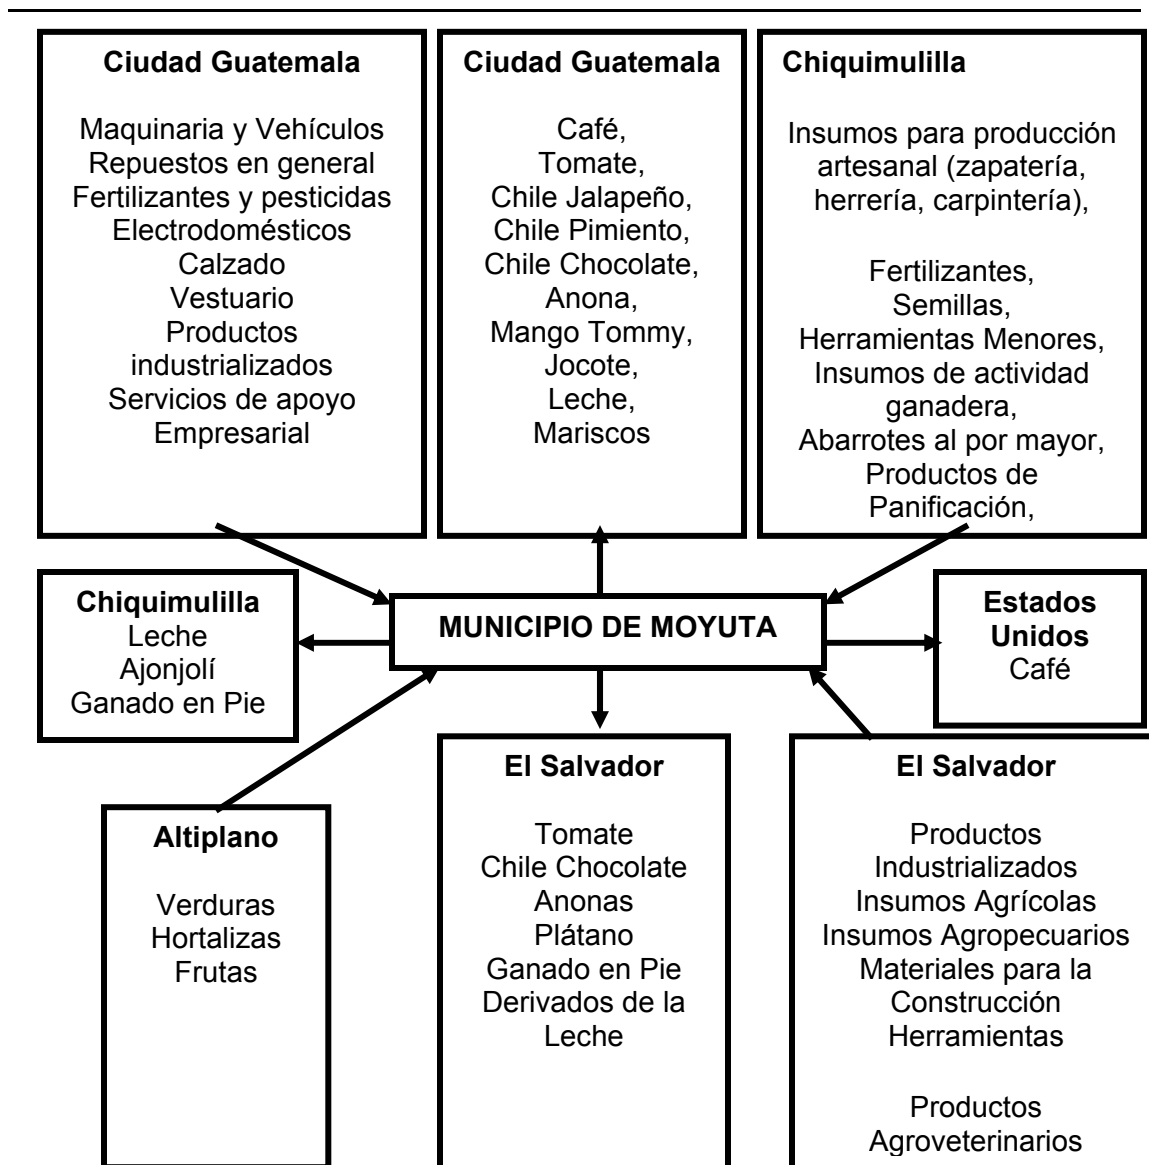 Ciudad Guatemala
Maquinaria y Vehículos
Repuestos en general
Fertilizantes y pesticidas
Electrodomésticos
Calzado
Vestuario
Productos
industrializados
Servicios de apoyo
Empresarial
Ciudad Guatemala
Café,
Tomate,
Chile Jalapeño,
Chile Pimiento,
Chile Chocolate,
Anona,
Mango Tommy,
Jocote,
Leche,
Mariscos
Chiquimulilla
Insumos para producción
artesanal (zapatería,
herrería, carpintería),
Fertilizantes,
Semillas,
Herramientas Menores,
Insumos de actividad
ganadera,
Abarrotes al por mayor,
Productos de
Panificación,
Chiquimulilla
Leche
Ajonjolí
Ganado en Pie
MUNICIPIO DE MOYUTA
Estados
Unidos
Café
Altiplano
Verduras
Hortalizas
Frutas
El Salvador
Tomate
Chile Chocolate
Anonas
Plátano
Ganado en Pie
Derivados de la
Leche
El Salvador
Productos
Industrializados
Insumos Agrícolas
Insumos Agropecuarios
Materiales para la
Construcción
Herramientas
Productos
Agroveterinarios